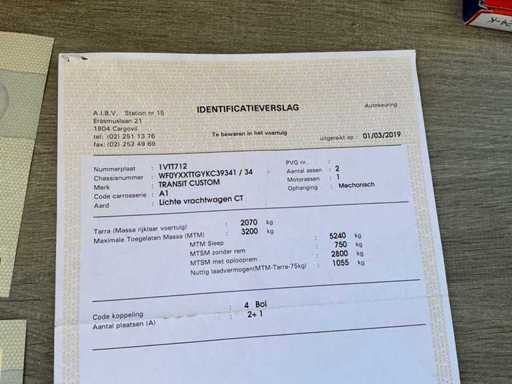 A.I.B.V. Station nr 15
Erasmuslaan 21
1804 Cargovil
tel: (02) 251 13 76
fax: (02) 252 49 69
IDENTIFICATIEVERSLAG
Autokeuring
Te bewaren in het voertuig
uitgereikt op : 01/03/2019
Nummerplaat : 1VTT712
Chassisnummer : WF0YXXTTGYKC39341 / 34
Merk : TRANSIT CUSTOM
Code carrosserie : A1
Aard : Lichte vrachtwagen CT
PVG nr. :
Aantal assen : 2
Motorassen : 1
Ophanging : Mechanisch
Tarra (Massa rijklaar voertuig) : 2070 kg
Maximale Toegelaten Massa (MTM) : 3200 kg
MTM Sleep : 5240 kg
MTSM zonder rem : 750 kg
MTSM met oplooprem : 2800 kg
Nuttig laadvermogen(MTM-Tarra-75kg) : 1055 kg
Code koppeling : 4 Bol
Aantal plaatsen (A) : 2+ 1